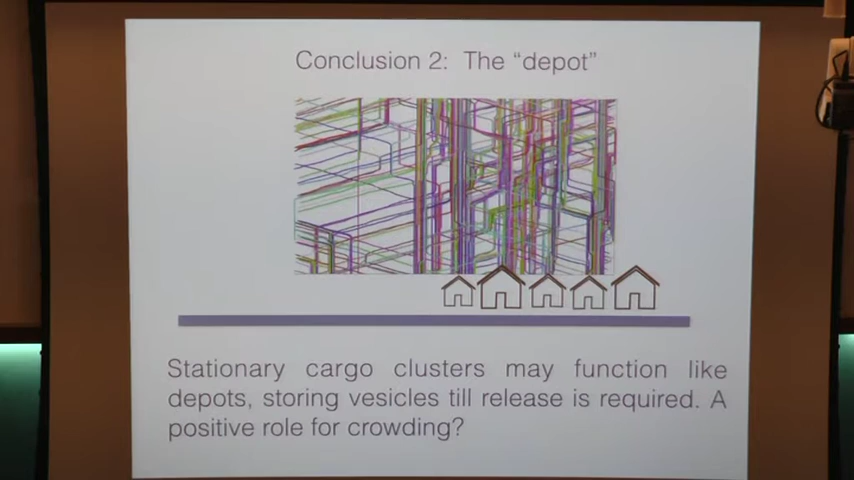 Conclusion 2: The “depot”
Stationary cargo clusters may function like
depots, storing vesicles till release is required. A
positive role for crowding?